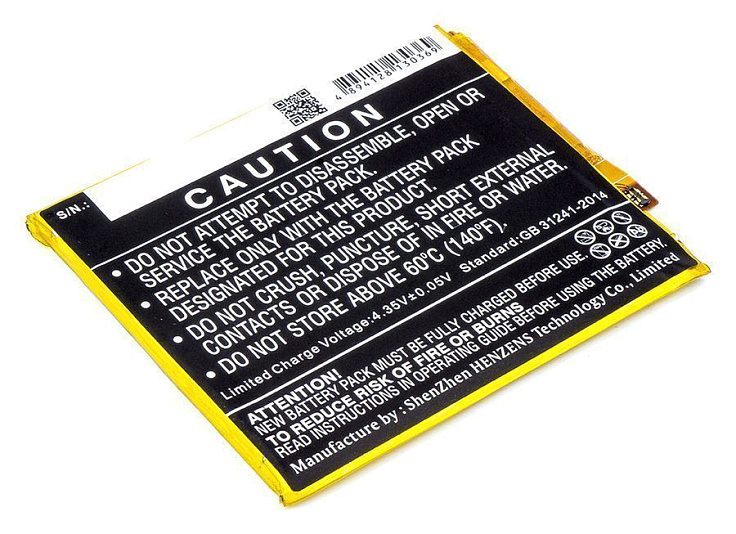 4 894128 130369
S/N.:
CAUTION
• DO NOT ATTEMPT TO DISASSEMBLE, OPEN OR
SERVICE THE BATTERY PACK.
• REPLACE ONLY WITH THE BATTERY PACK
DESIGNATED FOR THIS PRODUCT.
• DO NOT CRUSH, PUNCTURE, SHORT EXTERNAL
CONTACTS OR DISPOSE OF IN FIRE OR WATER.
• DO NOT STORE ABOVE 60℃ (140℉).
Limited Charge Voltage:4.35V±0.05V Standard:GB 31241-2014
ATTENTION!
NEW BATTERY PACK MUST BE FULLY CHARGED BEFORE USE.
TO REDUCE RISK OF FIRE OR BURNS
READ INSTRUCTIONS BEFORE OPERATING USING THE BATTERY.
Manufacture by : ShenZhen HENZENS Technology Co., Limited